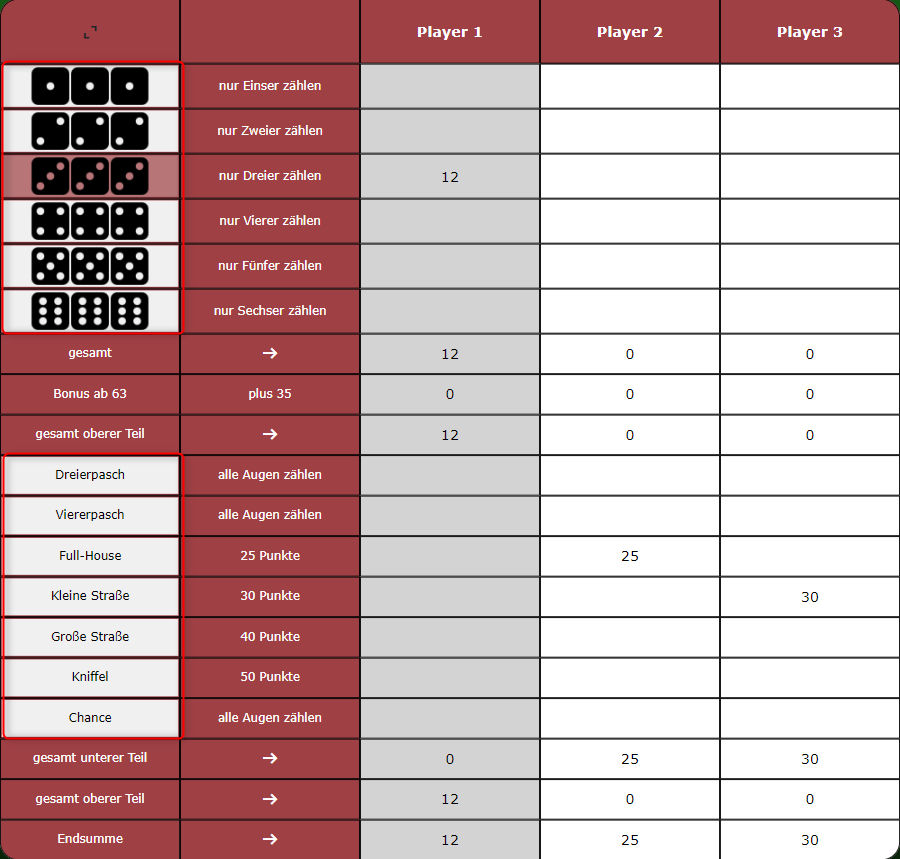 Player 1 Player 2 Player 3
nur Einser zählen
nur Zweier zählen
nur Dreier zählen 12
nur Vierer zählen
nur Fünfer zählen
nur Sechser zählen
gesamt → 12 0 0
Bonus ab 63 plus 35 0 0 0
gesamt oberer Teil → 12 0 0
Dreierpasch alle Augen zählen
Viererpasch alle Augen zählen
Full-House 25 Punkte 25
Kleine Straße 30 Punkte 30
Große Straße 40 Punkte
Kniffel 50 Punkte
Chance alle Augen zählen
gesamt unterer Teil → 0 25 30
gesamt oberer Teil → 12 0 0
Endsumme → 12 25 30